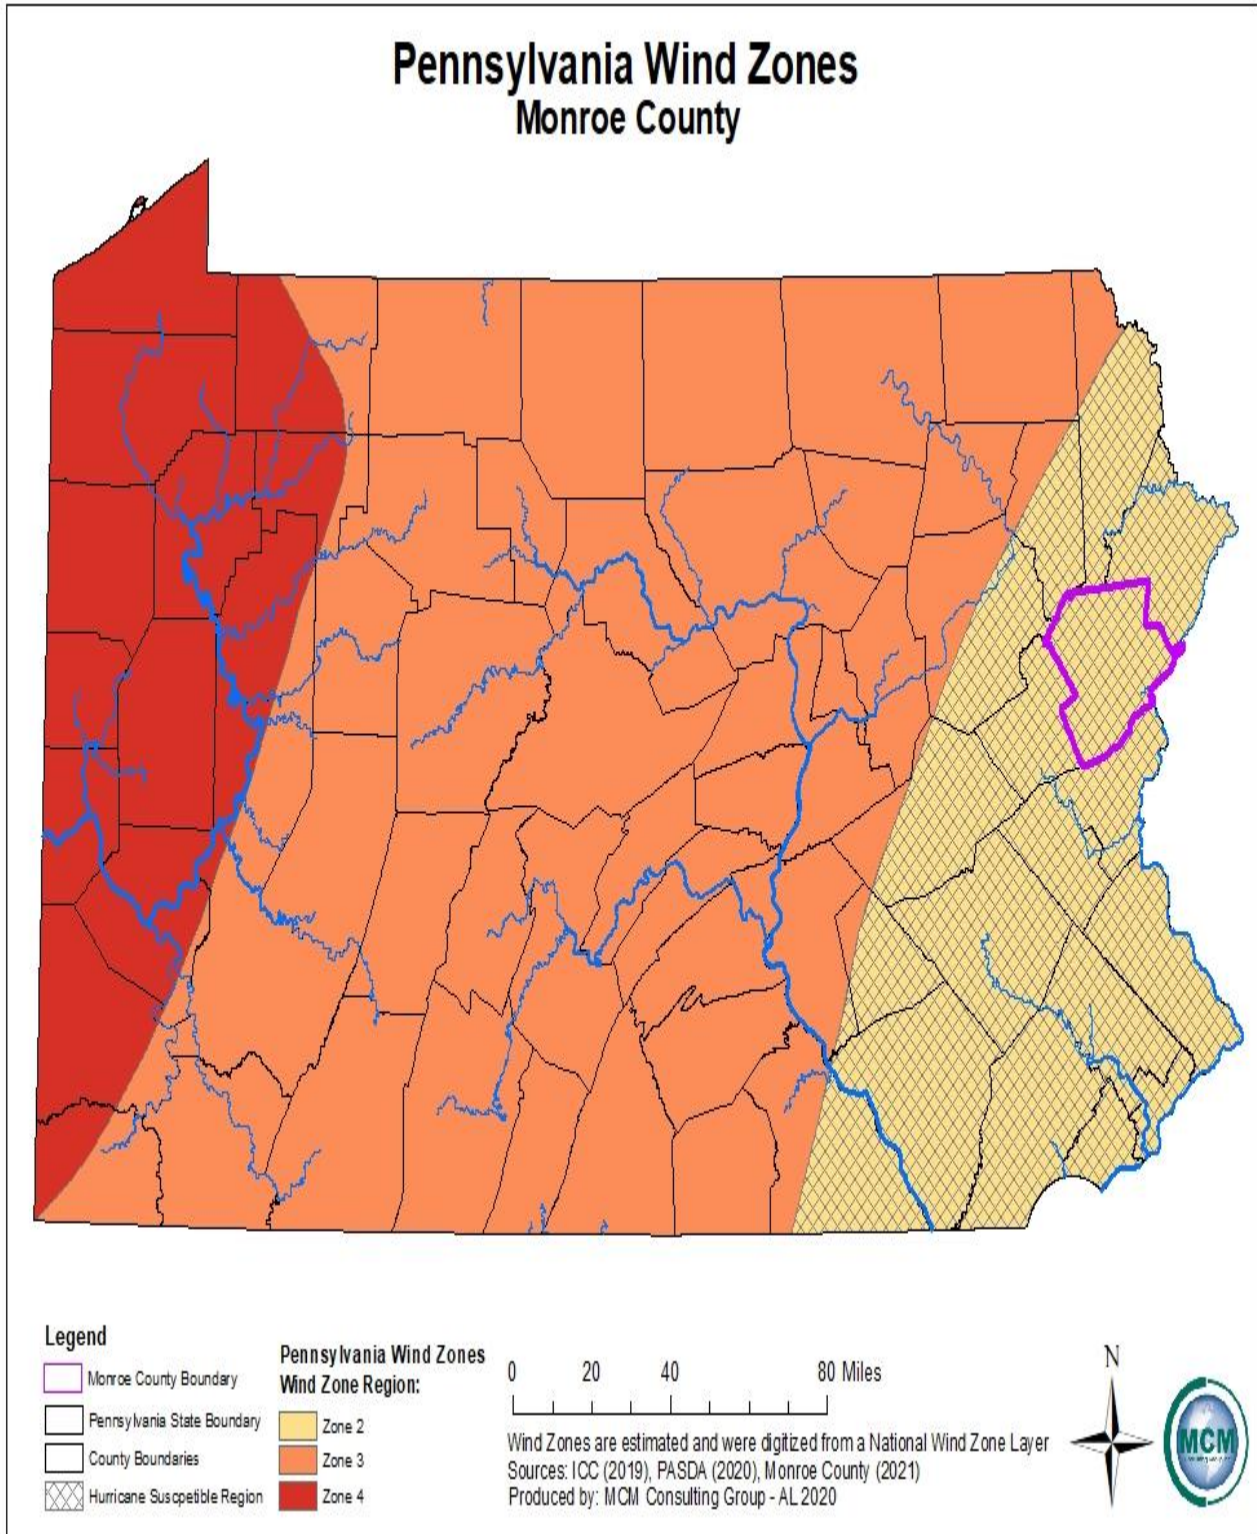 Pennsylvania Wind Zones
Monroe County
Legend
Monroe County Boundary
Pennsylvania State Boundary
County Boundaries
Hurricane Suscpetible Region
Pennsylvania Wind Zones
Wind Zone Region:
Zone 2
Zone 3
Zone 4
0 20 40 80 Miles
Wind Zones are estimated and were digitized from a National Wind Zone Layer
Sources: ICC (2019), PASDA (2020), Monroe County (2021)
Produced by: MCM Consulting Group - AL 2020
N
MCM